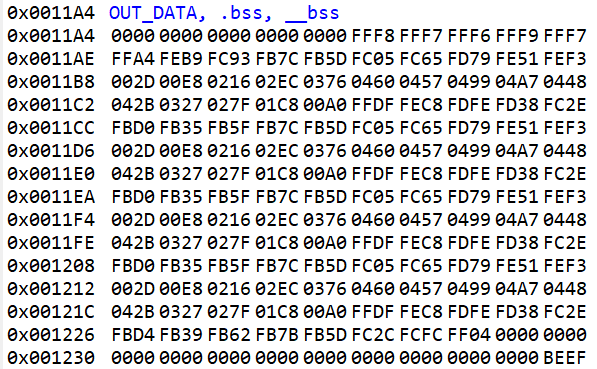 0x0011A4 OUT_DATA, .bss, __bss
0x0011A4 0000 0000 0000 0000 0000 FFF8 FFF7 FFF6 FFF9 FFF7
0x0011AE FFA4 FEB9 FC93 FB7C FB5D FC05 FC65 FD79 FE51 FEF3
0x0011B8 002D 00E8 0216 02EC 0376 0460 0457 0499 04A7 0448
0x0011C2 042B 0327 027F 01C8 00A0 FFDF FEC8 FDFE FD38 FC2E
0x0011CC FBD0 FB35 FB5F FB7C FB5D FC05 FC65 FD79 FE51 FEF3
0x0011D6 002D 00E8 0216 02EC 0376 0460 0457 0499 04A7 0448
0x0011E0 042B 0327 027F 01C8 00A0 FFDF FEC8 FDFE FD38 FC2E
0x0011EA FBD0 FB35 FB5F FB7C FB5D FC05 FC65 FD79 FE51 FEF3
0x0011F4 002D 00E8 0216 02EC 0376 0460 0457 0499 04A7 0448
0x0011FE 042B 0327 027F 01C8 00A0 FFDF FEC8 FDFE FD38 FC2E
0x001208 FBD0 FB35 FB5F FB7C FB5D FC05 FC65 FD79 FE51 FEF3
0x001212 002D 00E8 0216 02EC 0376 0460 0457 0499 04A7 0448
0x00121C 042B 0327 027F 01C8 00A0 FFDF FEC8 FDFE FD38 FC2E
0x001226 FBD4 FB39 FB62 FB7B FB5D FC2C FCFC FF04 0000 0000
0x001230 0000 0000 0000 0000 0000 0000 0000 0000 0000 BEEF